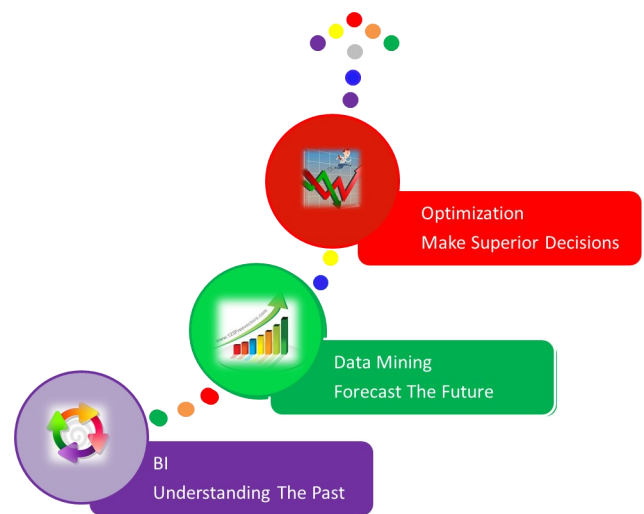 Optimization
Make Superior Decisions
Data Mining
Forecast The Future
BI
Understanding The Past